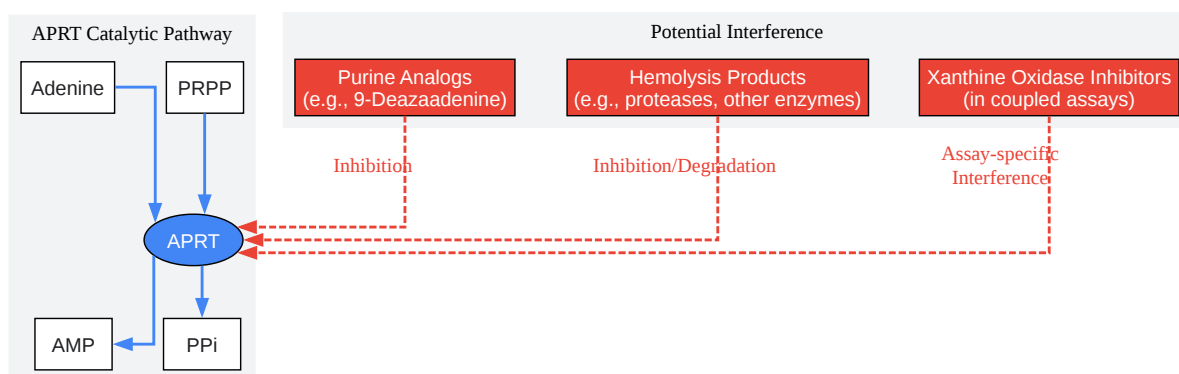 APRT Catalytic Pathway
Potential Interference
Adenine
PRPP
Purine Analogs
(e.g., 9-Deazaadenine)
Hemolysis Products
(e.g., proteases, other enzymes)
Xanthine Oxidase Inhibitors
(in coupled assays)
Inhibition
Inhibition/Degradation
Assay-specific
Interference
APRT
AMP
PPi